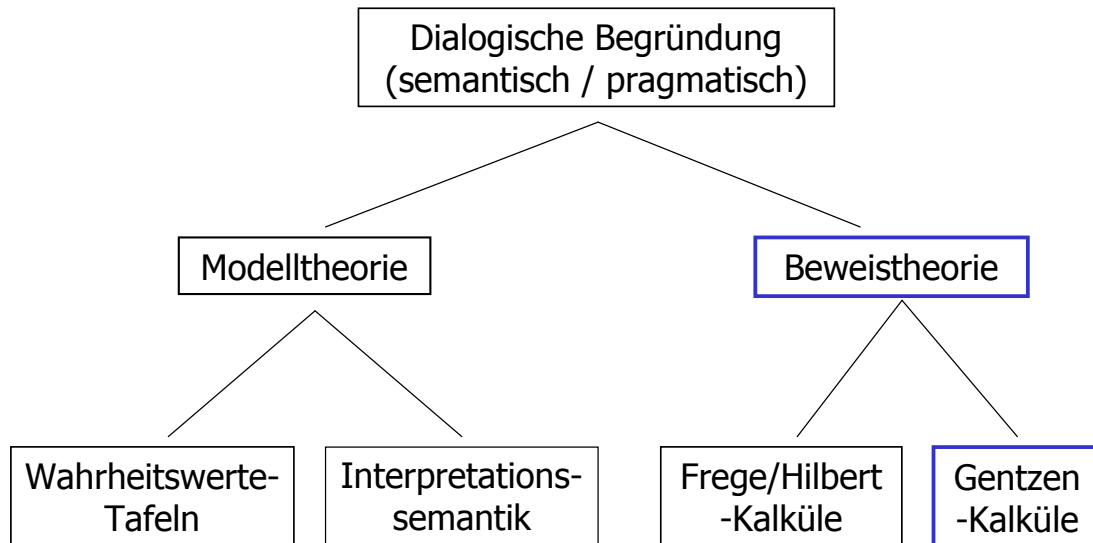 Dialogische Begründung
(semantisch / pragmatisch)
Modelltheorie
Beweistheorie
Wahrheitswerte-
Tafeln
Interpretations-
semantik
Frege/Hilbert
-Kalküle
Gentzen
-Kalküle